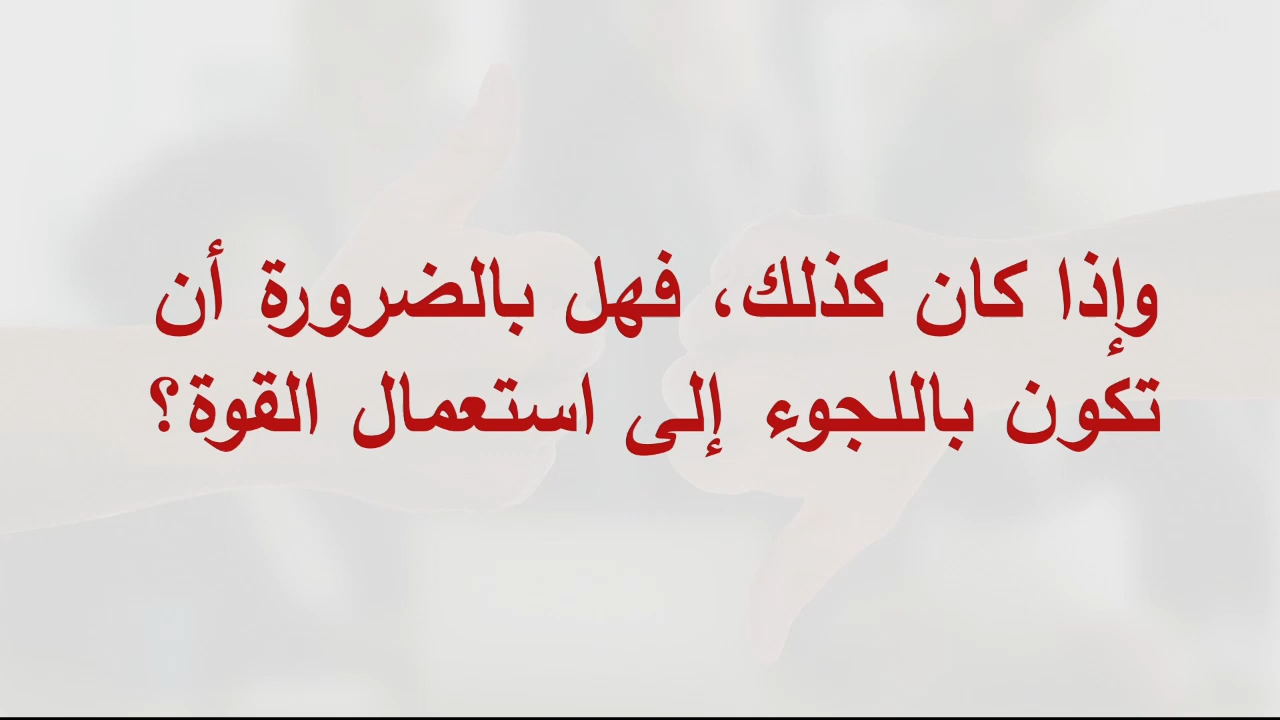 وإذا كان كذلك، فهل بالضرورة أن
تكون باللجوء إلى استعمال القوة؟